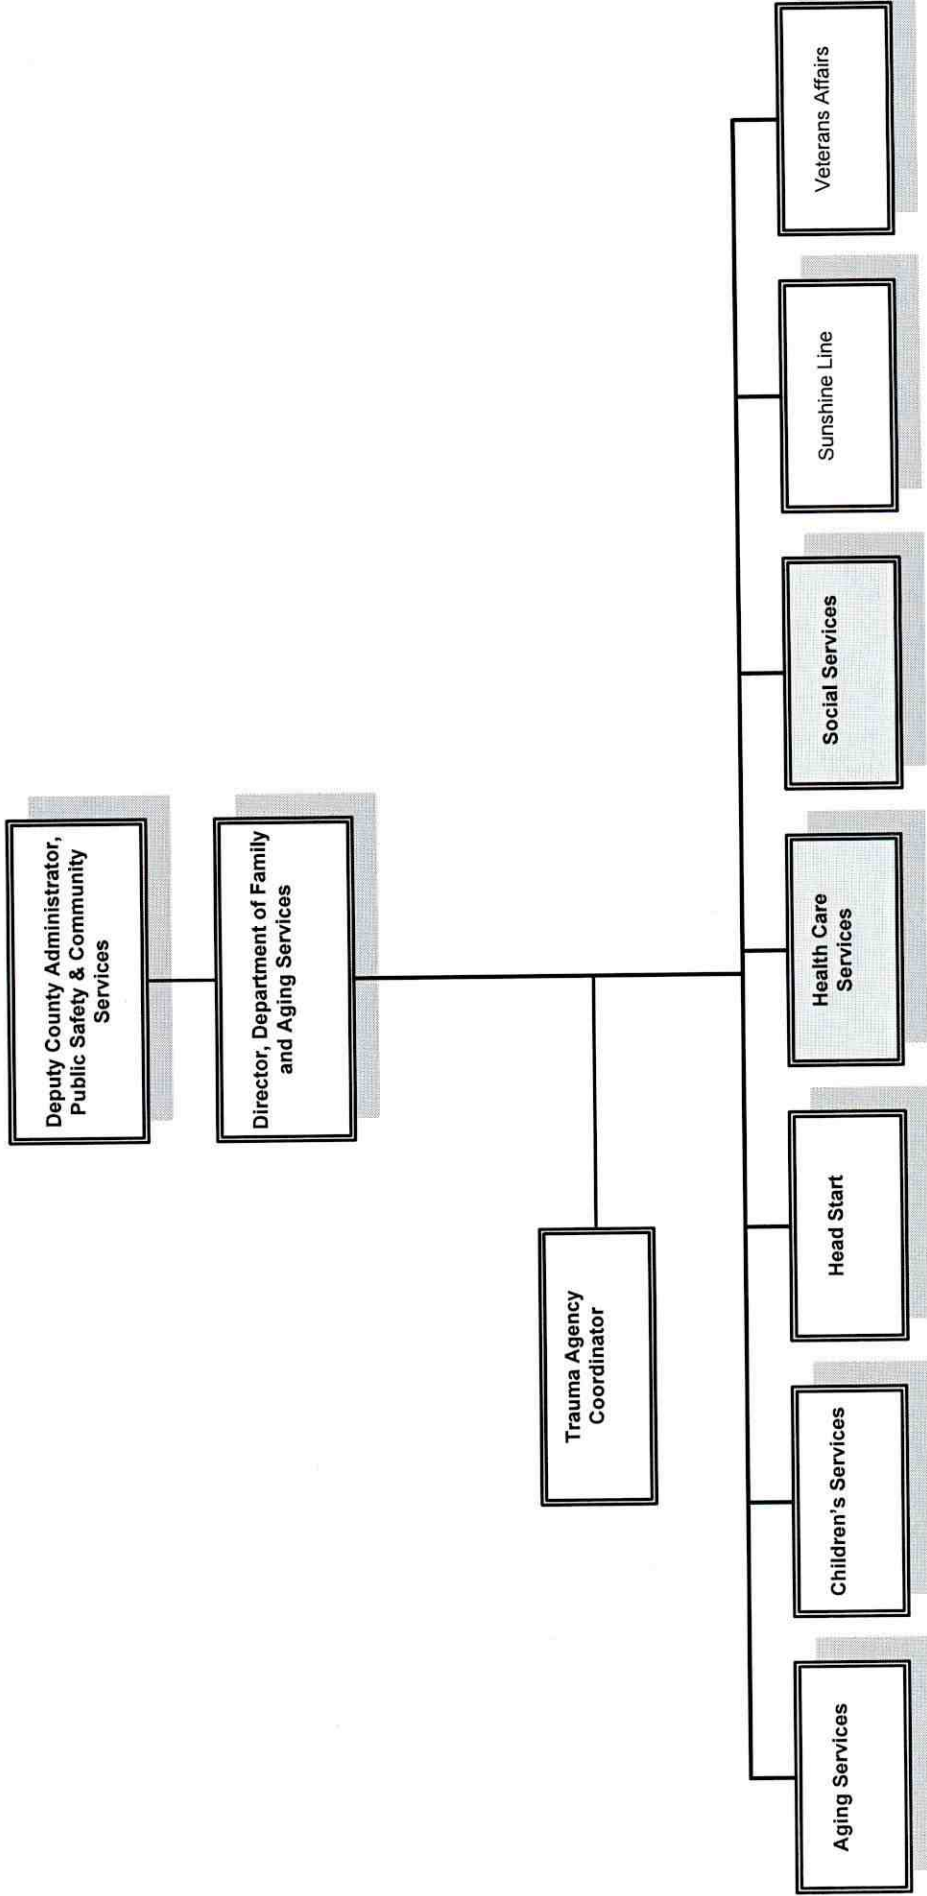 Deputy County Administrator,
Public Safety & Community
Services
Director, Department of Family
and Aging Services
Trauma Agency
Coordinator
Aging Services
Children's Services
Head Start
Health Care
Services
Social Services
Sunshine Line
Veterans Affairs